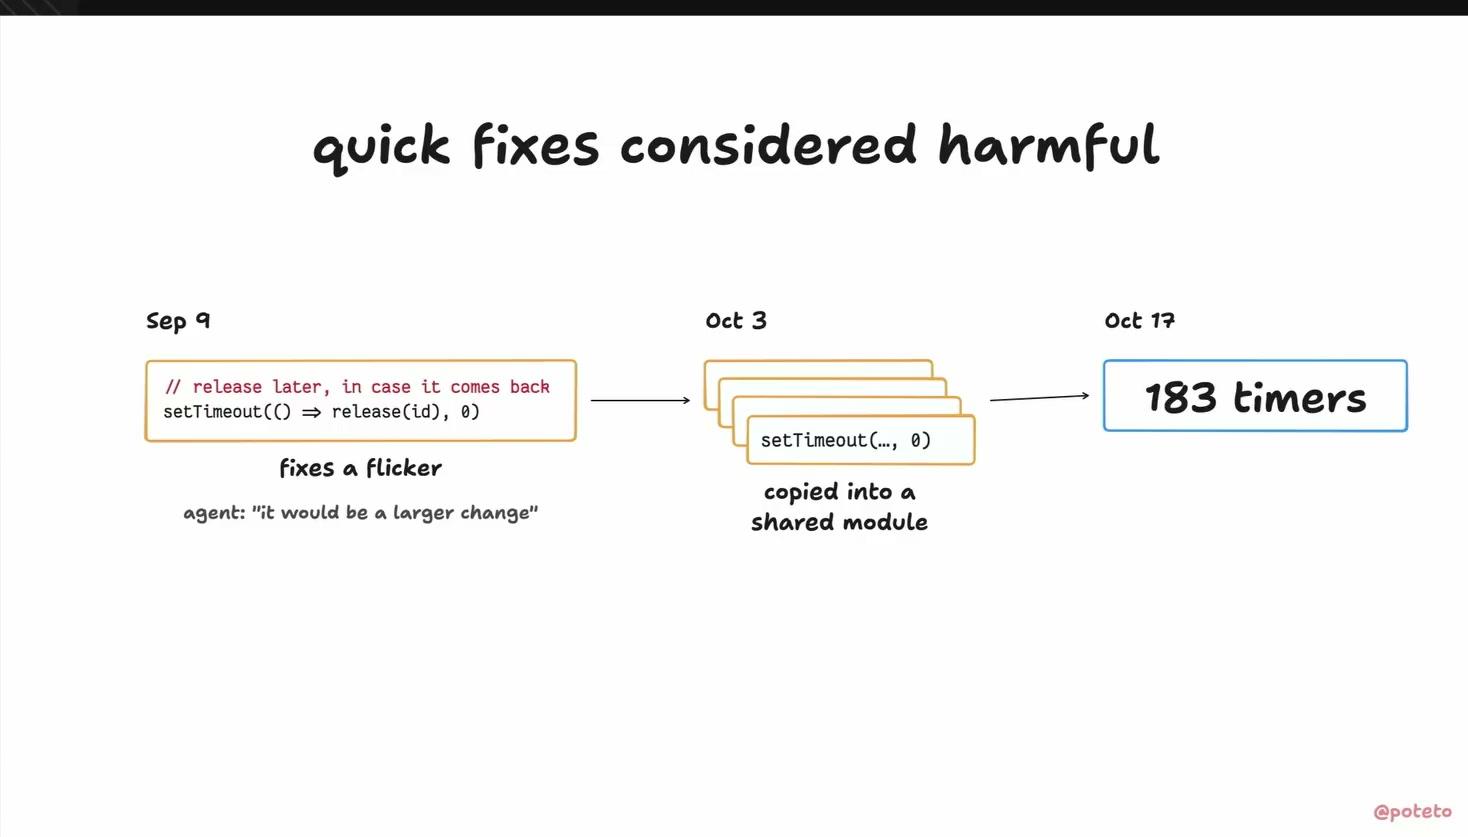 quick fixes considered harmful
Sep 9
// release later, in case it comes back
setTimeout(() => release(id), 0)
fixes a flicker
agent: "it would be a larger change"
Oct 3
setTimeout(…, 0)
copied into a
shared module
Oct 17
183 timers
@poteto